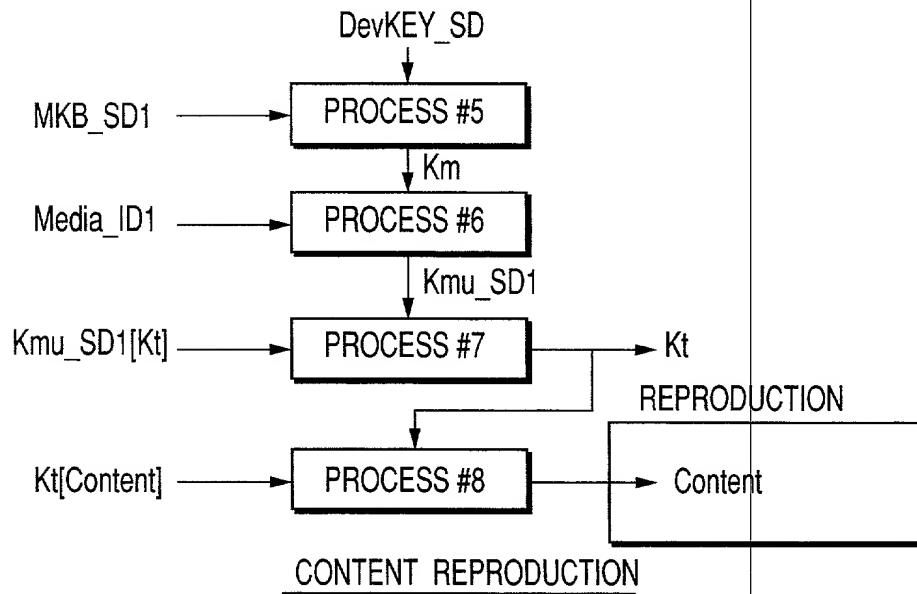 DevKEY_SD
MKB_SD1
PROCESS #5
Km
Media_ID1
PROCESS #6
Kmu_SD1
Kmu_SD1[Kt]
PROCESS #7
Kt
REPRODUCTION
Kt[Content]
PROCESS #8
Content
CONTENT REPRODUCTION